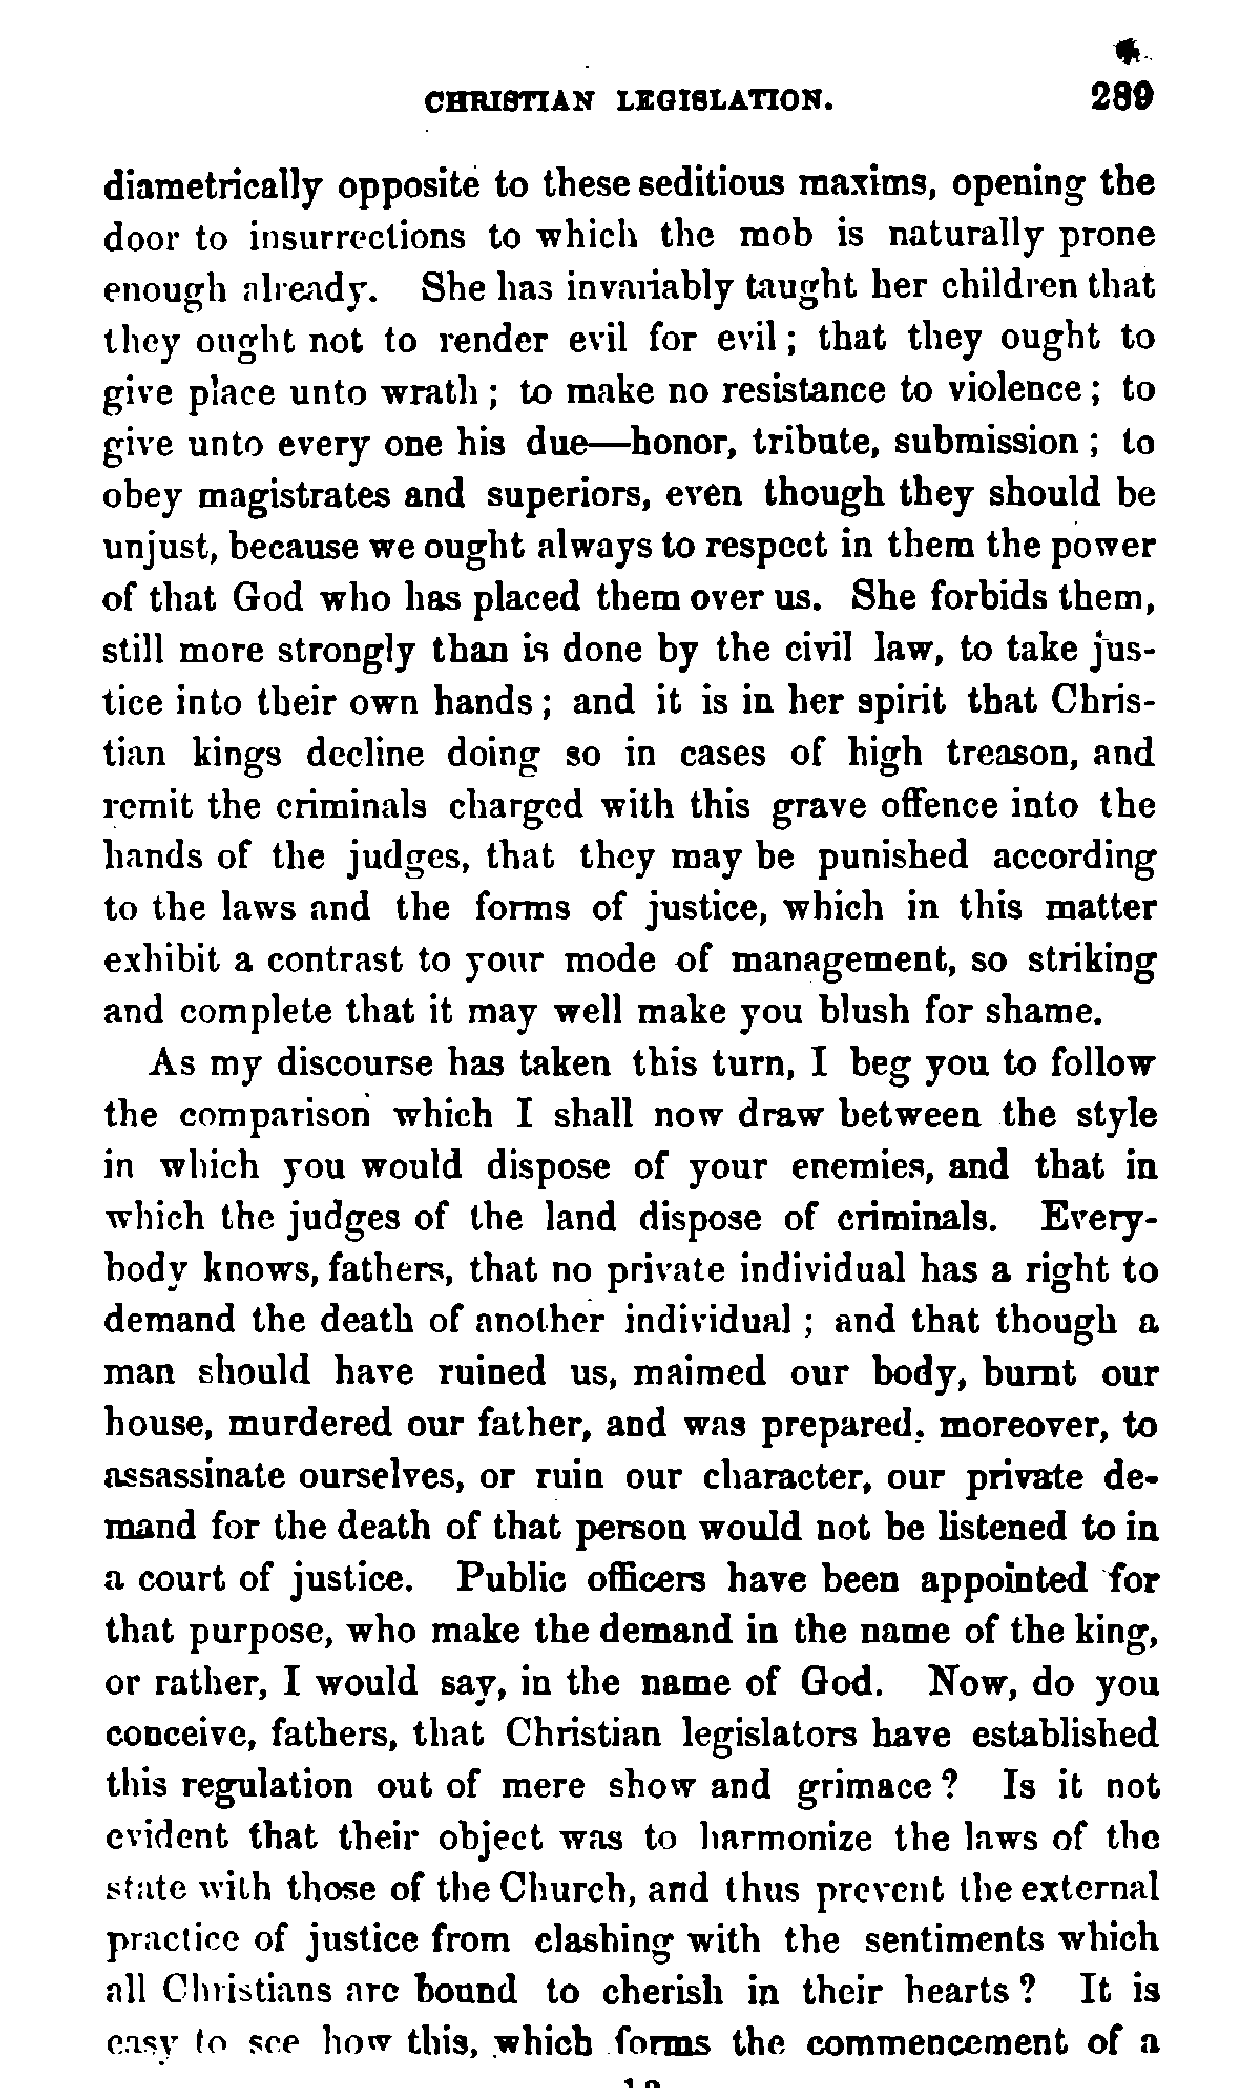 CHRISTIAN LEGISLATION. 289
diametrically opposite to these seditious maxims, opening the
door to insurrections to which the mob is naturally prone
enough already. She has invariably taught her children that
they ought not to render evil for evil; that they ought to
give place unto wrath; to make no resistance to violence; to
give unto every one his due—honor, tribute, submission; to
obey magistrates and superiors, even though they should be
unjust, because we ought always to respect in them the power
of that God who has placed them over us. She forbids them,
still more strongly than is done by the civil law, to take jus-
tice into their own hands; and it is in her spirit that Chris-
tian kings decline doing so in cases of high treason, and
remit the criminals charged with this grave offence into the
hands of the judges, that they may be punished according
to the laws and the forms of justice, which in this matter
exhibit a contrast to your mode of management, so striking
and complete that it may well make you blush for shame.
As my discourse has taken this turn, I beg you to follow
the comparison which I shall now draw between the style
in which you would dispose of your enemies, and that in
which the judges of the land dispose of criminals. Every-
body knows, fathers, that no private individual has a right to
demand the death of another individual; and that though a
man should have ruined us, maimed our body, burnt our
house, murdered our father, and was prepared, moreover, to
assassinate ourselves, or ruin our character, our private de-
mand for the death of that person would not be listened to in
a court of justice. Public officers have been appointed for
that purpose, who make the demand in the name of the king,
or rather, I would say, in the name of God. Now, do you
conceive, fathers, that Christian legislators have established
this regulation out of mere show and grimace? Is it not
evident that their object was to harmonize the laws of the
state with those of the Church, and thus prevent the external
practice of justice from clashing with the sentiments which
all Christians are bound to cherish in their hearts? It is
easy to see how this, which forms the commencement of a